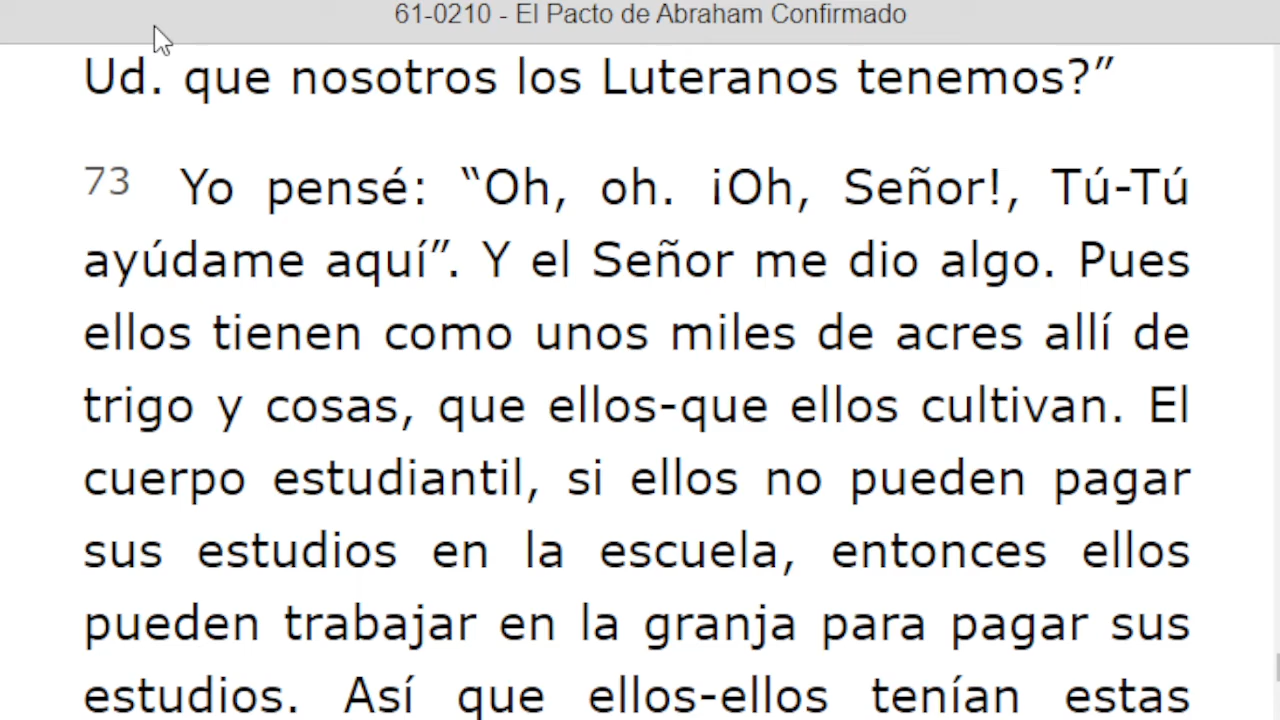 61-0210 - El Pacto de Abraham Confirmado
Ud. que nosotros los Luteranos tenemos?”
73 Yo pensé: “Oh, oh. ¡Oh, Señor!, Tú-Tú
ayúdame aquí”. Y el Señor me dio algo. Pues
ellos tienen como unos miles de acres allí de
trigo y cosas, que ellos-que ellos cultivan. El
cuerpo estudiantil, si ellos no pueden pagar
sus estudios en la escuela, entonces ellos
pueden trabajar en la granja para pagar sus
estudios. Así que ellos-ellos tenían estas